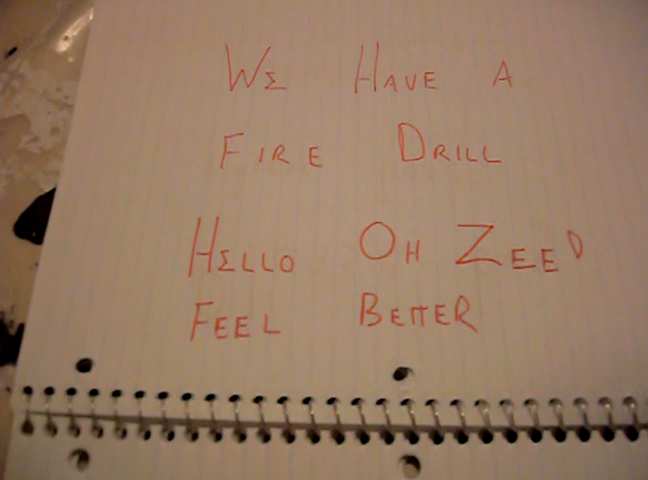 We Have A
Fire Drill
Hello Oh Zeed
Feel Better